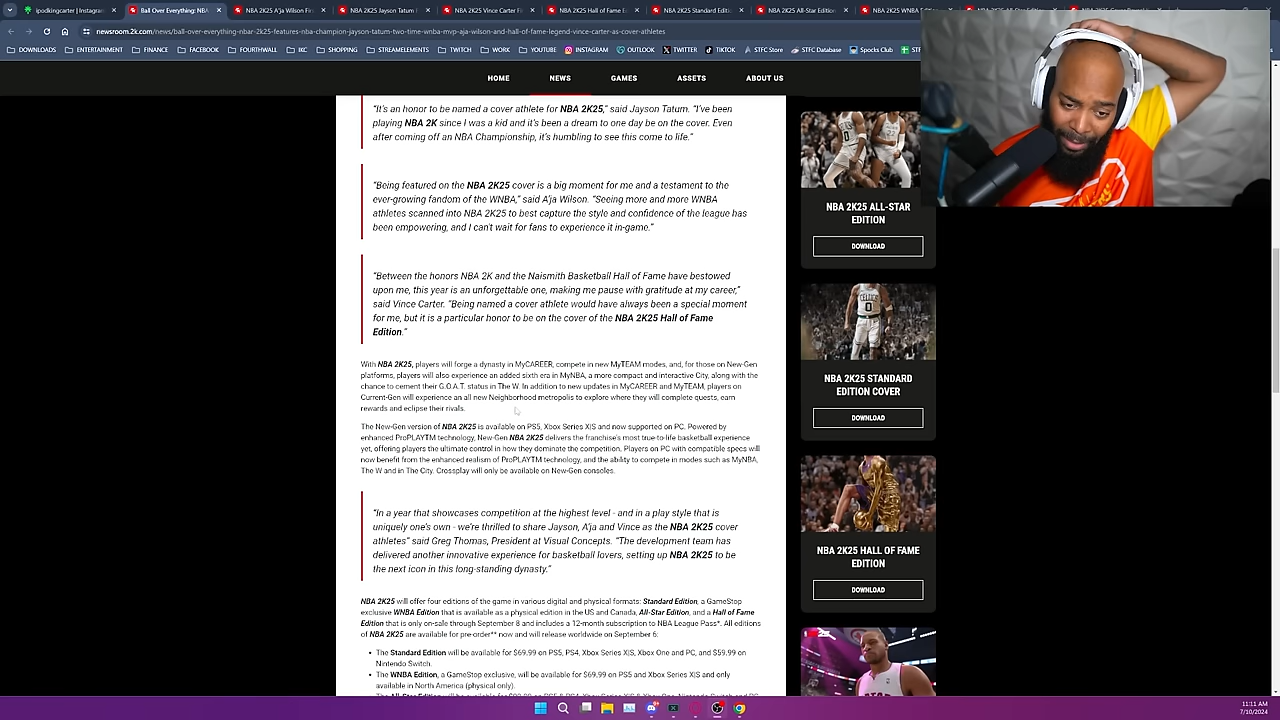 ipodkingcarter | Instagram
Ball Over Everything: NBA
NBA 2K25 A'ja Wilson Fir
NBA 2K25 Jayson Tatum
NBA 2K25 Vince Carter Fi
NBA 2K25 Hall of Fame E
NBA 2K25 Standard Editi
NBA 2K25 All-Star Edition
NBA 2K25 WNBA Edition
newsroom.2k.com/news/ball-over-everything-nbar-2k25-features-nba-champion-jayson-tatum-two-time-wnba-mvp-aja-wilson-and-hall-of-fame-legend-vince-carter-as-cover-athletes
DOWNLOADS
ENTERTAINMENT
FINANCE
FACEBOOK
FOURTHWALL
IKC
SHOPPING
STREAMELEMENTS
TWITCH
WORK
YOUTUBE
INSTAGRAM
OUTLOOK
TWITTER
TIKTOK
STFC Store
STFC Database
Spocks Club
HOME
NEWS
GAMES
ASSETS
ABOUT US
“It's an honor to be named a cover athlete for NBA 2K25,” said Jayson Tatum. “I've been
playing NBA 2K since I was a kid and it's been a dream to one day be on the cover. Even
after coming off an NBA Championship, it's humbling to see this come to life.”
“Being featured on the NBA 2K25 cover is a big moment for me and a testament to the
ever-growing fandom of the WNBA,” said A'ja Wilson. “Seeing more and more WNBA
athletes scanned into NBA 2K25 to best capture the style and confidence of the league has
been empowering, and I can't wait for fans to experience it in-game.”
“Between the honors NBA 2K and the Naismith Basketball Hall of Fame have bestowed
upon me, this year is an unforgettable one, making me pause with gratitude at my career,”
said Vince Carter. “Being named a cover athlete would have always been a special moment
for me, but it is a particular honor to be on the cover of the NBA 2K25 Hall of Fame
Edition.”
With NBA 2K25, players will forge a dynasty in MyCAREER, compete in new MyTEAM modes, and, for those on New-Gen
platforms, players will also experience an added sixth era in MyNBA, a more compact and interactive City, along with the
chance to cement their G.O.A.T. status in The W. In addition to new updates in MyCAREER and MyTEAM, players on
Current-Gen will experience an all new Neighborhood metropolis to explore where they will complete quests, earn
rewards and eclipse their rivals.
The New-Gen version of NBA 2K25 is available on PS5, Xbox Series X|S and now supported on PC. Powered by
enhanced ProPLAYTM technology, New-Gen NBA 2K25 delivers the franchise's most true-to-life basketball experience
yet, offering players the ultimate control in how they dominate the competition. Players on PC with compatible specs will
now benefit from the enhanced realism of ProPLAYTM technology, and the ability to compete in modes such as MyNBA,
The W and in The City. Crossplay will only be available on New-Gen consoles.
“In a year that showcases competition at the highest level - and in a play style that is
uniquely one's own - we're thrilled to share Jayson, A'ja and Vince as the NBA 2K25 cover
athletes” said Greg Thomas, President at Visual Concepts. “The development team has
delivered another innovative experience for basketball lovers, setting up NBA 2K25 to be
the next icon in this long-standing dynasty.”
NBA 2K25 will offer four editions of the game in various digital and physical formats: Standard Edition, a GameStop
exclusive WNBA Edition that is available as a physical edition in the US and Canada, All-Star Edition, and a Hall of Fame
Edition that is only on-sale through September 8 and includes a 12-month subscription to NBA League Pass*. All editions
of NBA 2K25 are available for pre-order** now and will release worldwide on September 6:
• The Standard Edition will be available for $69.99 on PS5, PS4, Xbox Series X|S, Xbox One and PC, and $59.99 on
Nintendo Switch.
• The WNBA Edition, a GameStop exclusive, will be available for $69.99 on PS5 and Xbox Series X|S and only
available in North America (physical only).
NBA 2K25 ALL-STAR
EDITION
DOWNLOAD
NBA 2K25 STANDARD
EDITION COVER
DOWNLOAD
NBA 2K25 HALL OF FAME
EDITION
DOWNLOAD
11:11 AM
7/10/2024